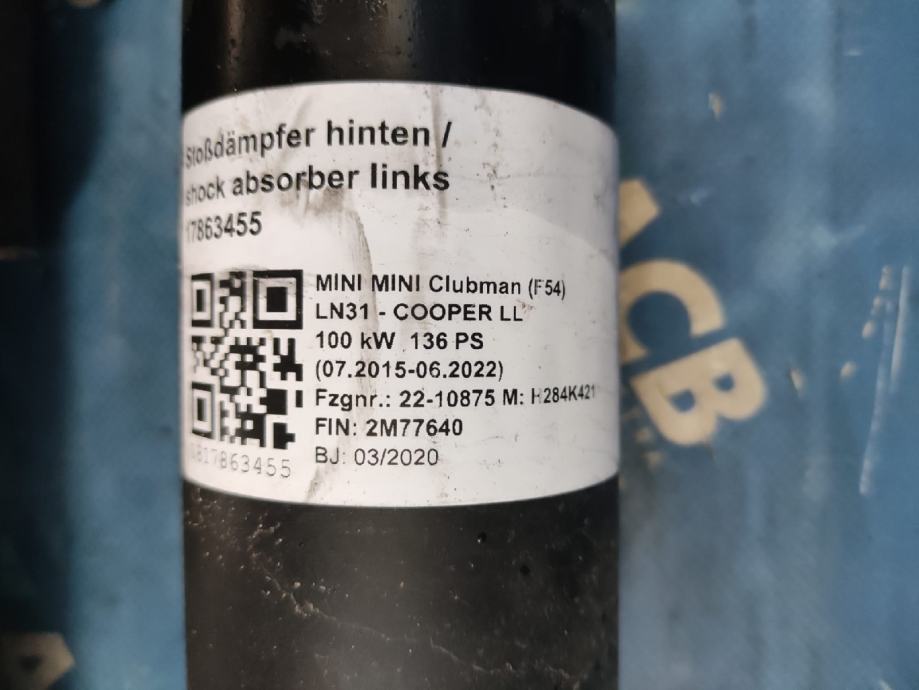 Stoßdämpfer hinten /
shock absorber links
17863455
MINI MINI Clubman (F54)
LN31 - COOPER LL
100 kW 136 PS
(07.2015-06.2022)
Fzgnr.: 22-10875 M: H284K421
FIN: 2M77640
BJ: 03/2020
ACB